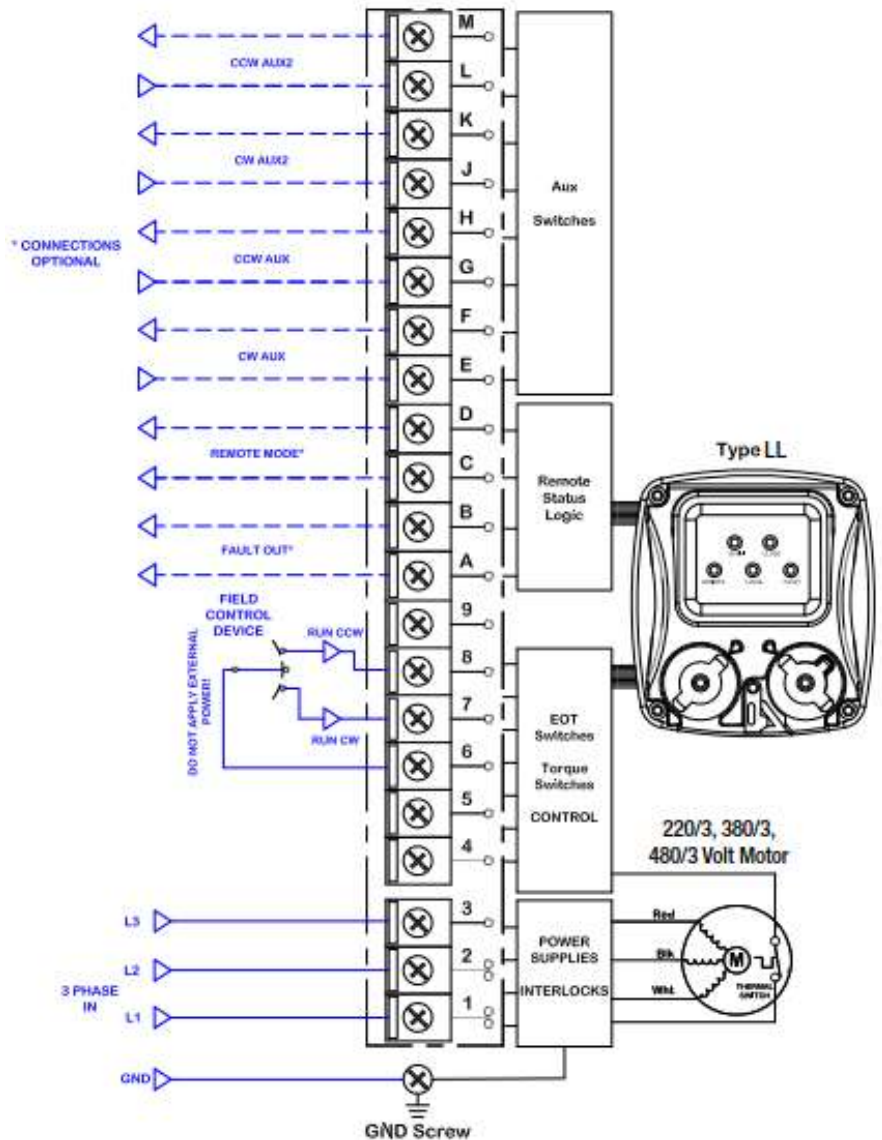 M
CCW AUX2
L
K
CW AUX2
J
Aux
Switches
H
* CONNECTIONS
OPTIONAL
CCW AUX
G
F
CW AUX
E
D
REMOTE MODE*
C
Remote
Status
Logic
Type LL
B
FAULT OUT*
A
FIELD
CONTROL
DEVICE
9
RUN CCW
8
DO NOT APPLY EXTERNAL
POWER!
7
RUN CW
6
5
4
EOT
Switches
Torque
Switches
CONTROL
220/3, 380/3,
480/3 Volt Motor
L3
3
L2
2
3 PHASE
IN
L1
1
POWER
SUPPLIES
INTERLOCKS
Red
Blk
Wht
M
THERMAL
SWITCH
GND
GND Screw